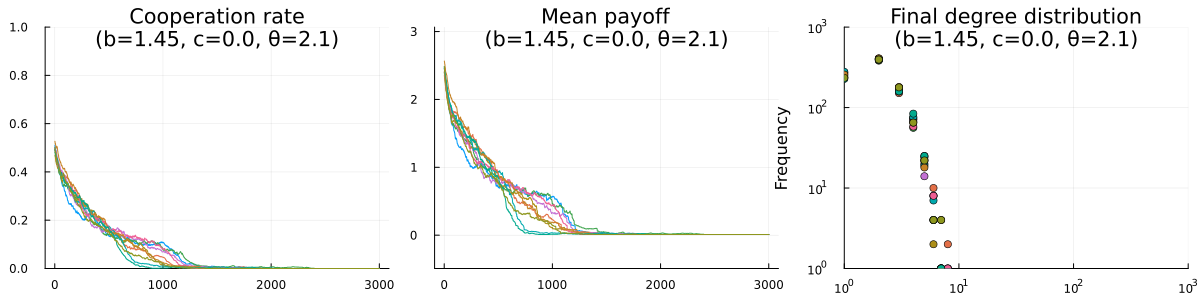 Cooperation rate
(b=1.45, c=0.0, θ=2.1)
1.0
0.8
0.6
0.4
0.2
0.0
0 1000 2000 3000
Mean payoff
(b=1.45, c=0.0, θ=2.1)
3
2
1
0
0 1000 2000 3000
Final degree distribution
(b=1.45, c=0.0, θ=2.1)
Frequency
10³
10²
10¹
10⁰
10⁰ 10¹ 10² 10³